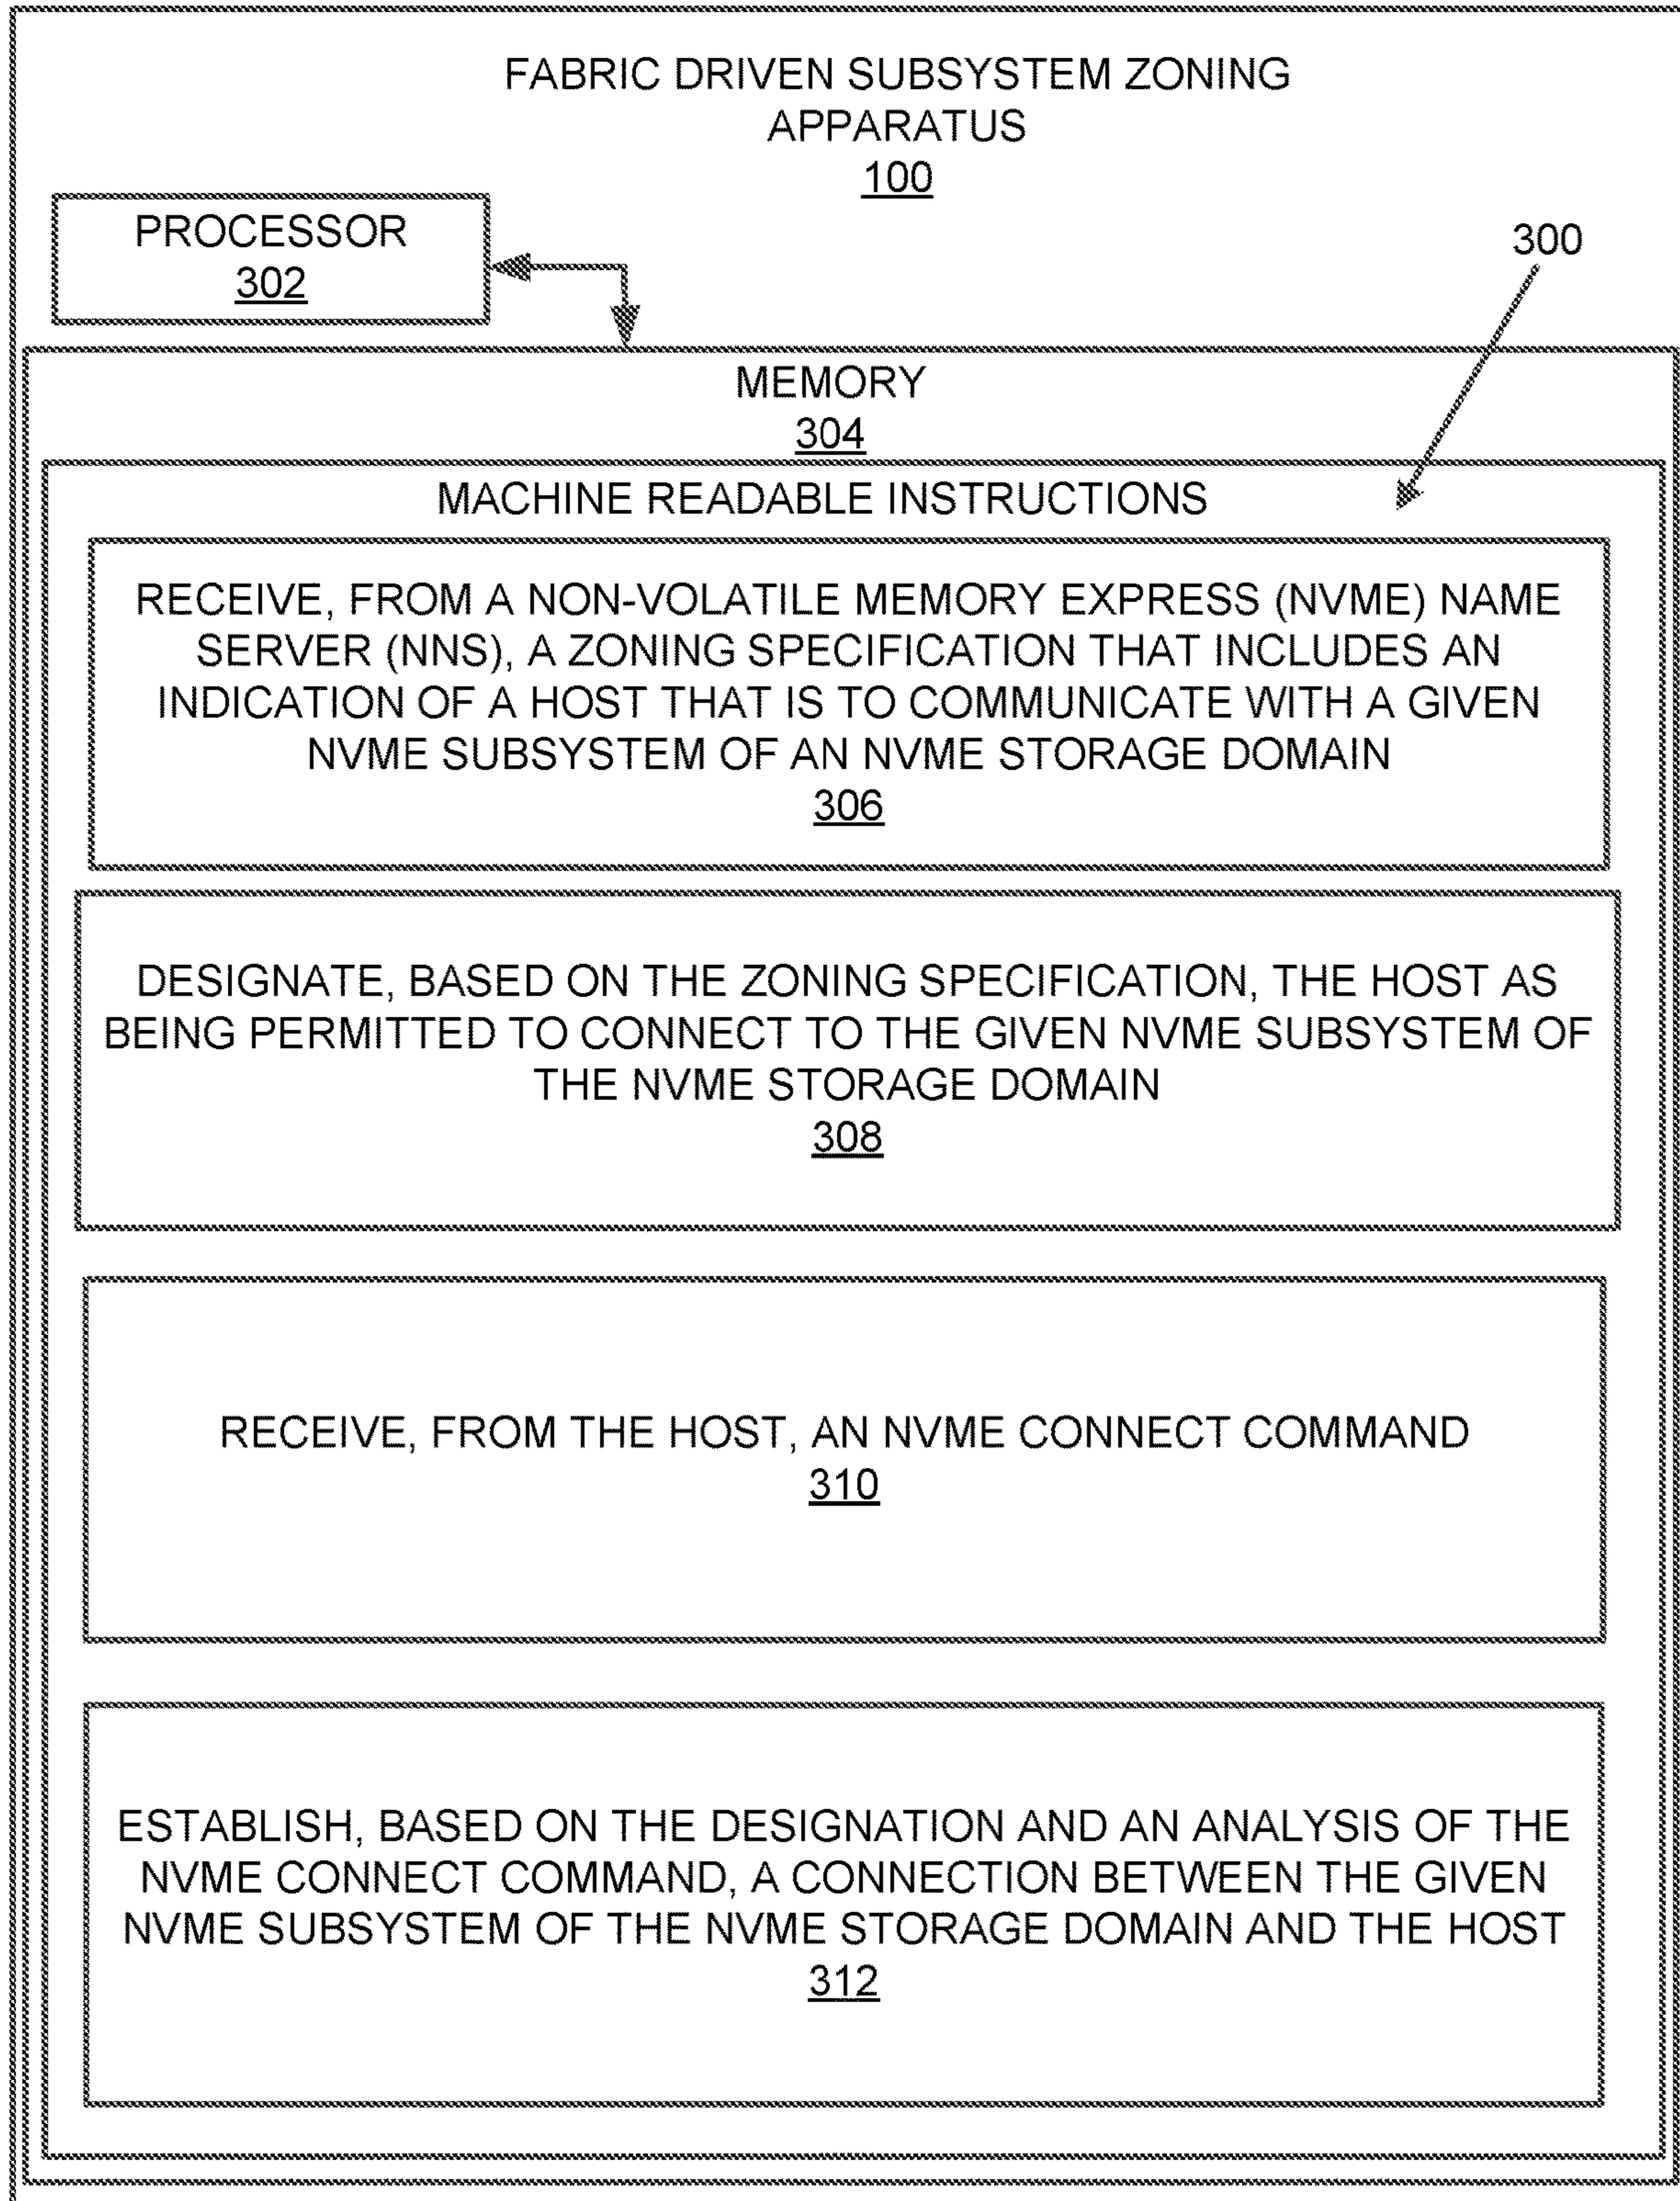 FABRIC DRIVEN SUBSYSTEM ZONING
APPARATUS
100
PROCESSOR
302
300
MEMORY
304
MACHINE READABLE INSTRUCTIONS
RECEIVE, FROM A NON-VOLATILE MEMORY EXPRESS (NVME) NAME
SERVER (NNS), A ZONING SPECIFICATION THAT INCLUDES AN
INDICATION OF A HOST THAT IS TO COMMUNICATE WITH A GIVEN
NVME SUBSYSTEM OF AN NVME STORAGE DOMAIN
306
DESIGNATE, BASED ON THE ZONING SPECIFICATION, THE HOST AS
BEING PERMITTED TO CONNECT TO THE GIVEN NVME SUBSYSTEM OF
THE NVME STORAGE DOMAIN
308
RECEIVE, FROM THE HOST, AN NVME CONNECT COMMAND
310
ESTABLISH, BASED ON THE DESIGNATION AND AN ANALYSIS OF THE
NVME CONNECT COMMAND, A CONNECTION BETWEEN THE GIVEN
NVME SUBSYSTEM OF THE NVME STORAGE DOMAIN AND THE HOST
312